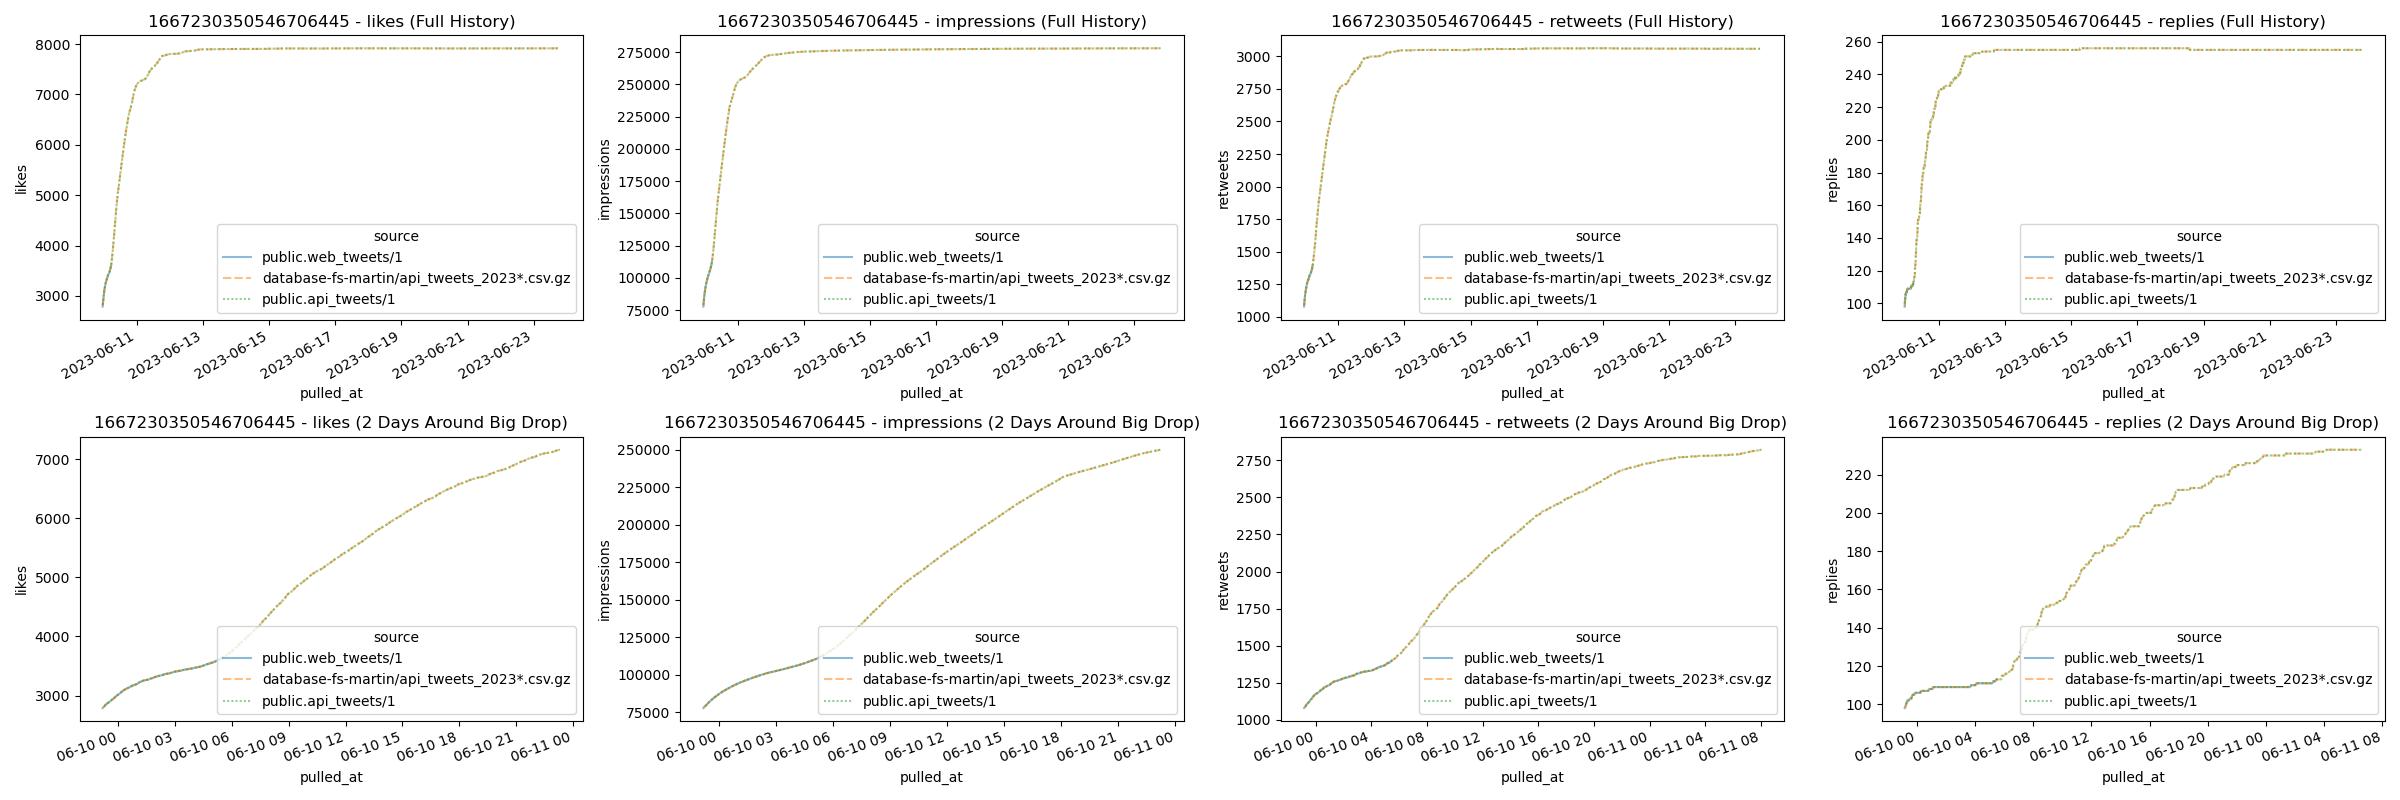 1667230350546706445 - likes (Full History)
likes
8000
7000
6000
5000
4000
3000
source
public.web_tweets/1
database-fs-martin/api_tweets_2023*.csv.gz
public.api_tweets/1
2023-06-11
2023-06-13
2023-06-15
2023-06-17
2023-06-19
2023-06-21
2023-06-23
pulled_at
1667230350546706445 - impressions (Full History)
impressions
275000
250000
225000
200000
175000
150000
125000
100000
75000
source
public.web_tweets/1
database-fs-martin/api_tweets_2023*.csv.gz
public.api_tweets/1
2023-06-11
2023-06-13
2023-06-15
2023-06-17
2023-06-19
2023-06-21
2023-06-23
pulled_at
1667230350546706445 - retweets (Full History)
retweets
3000
2750
2500
2250
2000
1750
1500
1250
1000
source
public.web_tweets/1
database-fs-martin/api_tweets_2023*.csv.gz
public.api_tweets/1
2023-06-11
2023-06-13
2023-06-15
2023-06-17
2023-06-19
2023-06-21
2023-06-23
pulled_at
1667230350546706445 - replies (Full History)
replies
260
240
220
200
180
160
140
120
100
source
public.web_tweets/1
database-fs-martin/api_tweets_2023*.csv.gz
public.api_tweets/1
2023-06-11
2023-06-13
2023-06-15
2023-06-17
2023-06-19
2023-06-21
2023-06-23
pulled_at
1667230350546706445 - likes (2 Days Around Big Drop)
likes
7000
6000
5000
4000
3000
source
public.web_tweets/1
database-fs-martin/api_tweets_2023*.csv.gz
public.api_tweets/1
06-10 00
06-10 03
06-10 06
06-10 09
06-10 12
06-10 15
06-10 18
06-10 21
06-11 00
pulled_at
1667230350546706445 - impressions (2 Days Around Big Drop)
impressions
250000
225000
200000
175000
150000
125000
100000
75000
source
public.web_tweets/1
database-fs-martin/api_tweets_2023*.csv.gz
public.api_tweets/1
06-10 00
06-10 03
06-10 06
06-10 09
06-10 12
06-10 15
06-10 18
06-10 21
06-11 00
pulled_at
1667230350546706445 - retweets (2 Days Around Big Drop)
retweets
2750
2500
2250
2000
1750
1500
1250
1000
source
public.web_tweets/1
database-fs-martin/api_tweets_2023*.csv.gz
public.api_tweets/1
06-10 00
06-10 04
06-10 08
06-10 12
06-10 16
06-10 20
06-11 00
06-11 04
06-11 08
pulled_at
1667230350546706445 - replies (2 Days Around Big Drop)
replies
220
200
180
160
140
120
100
source
public.web_tweets/1
database-fs-martin/api_tweets_2023*.csv.gz
public.api_tweets/1
06-10 00
06-10 04
06-10 08
06-10 12
06-10 16
06-10 20
06-11 00
06-11 04
06-11 08
pulled_at